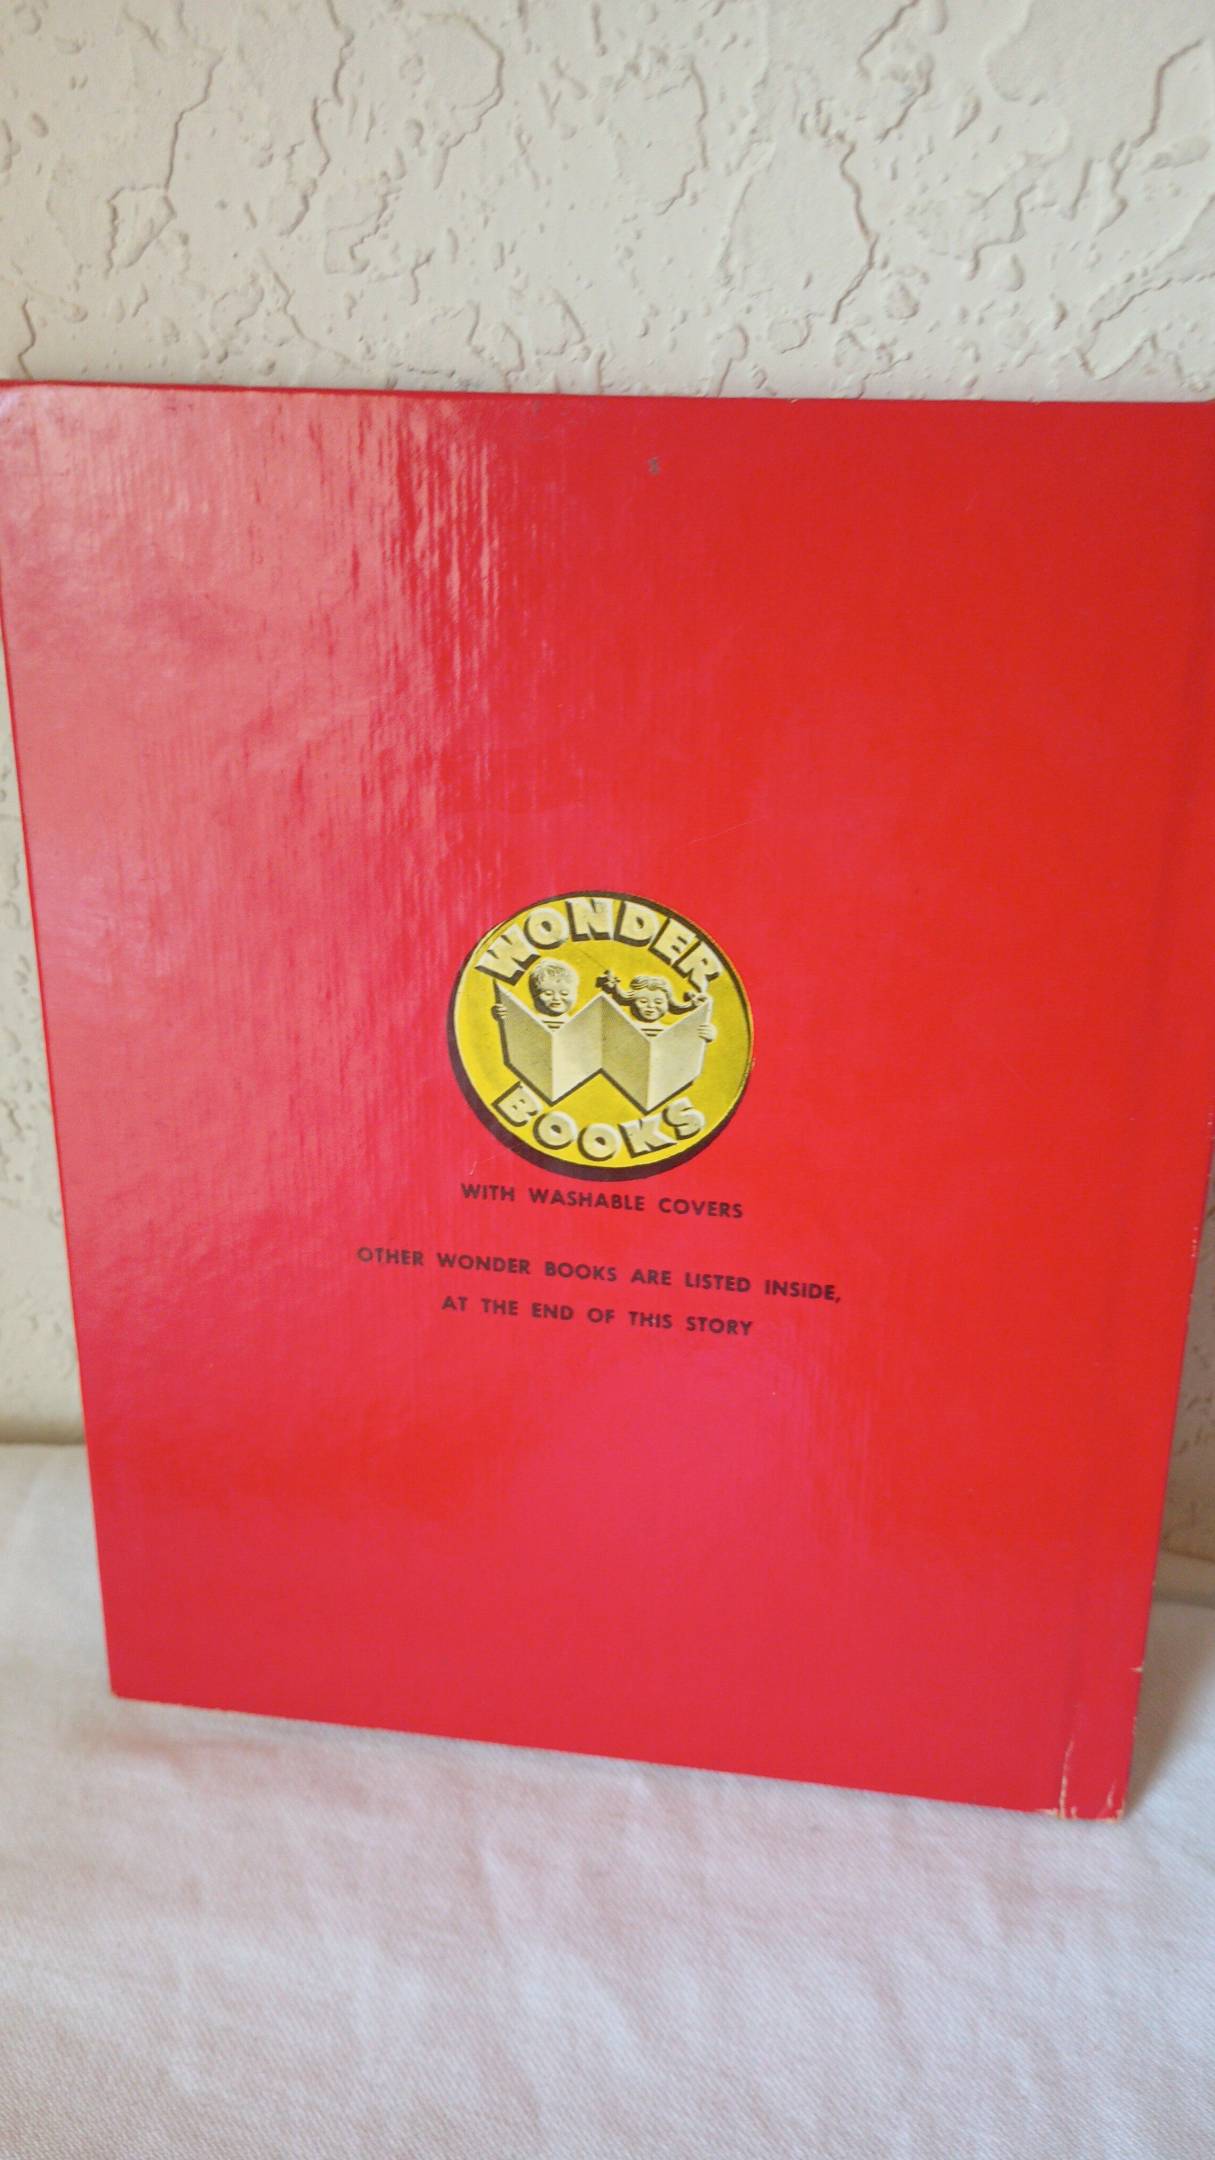 WONDER
BOOKS
WITH WASHABLE COVERS
OTHER WONDER BOOKS ARE LISTED INSIDE,
AT THE END OF THIS STORY